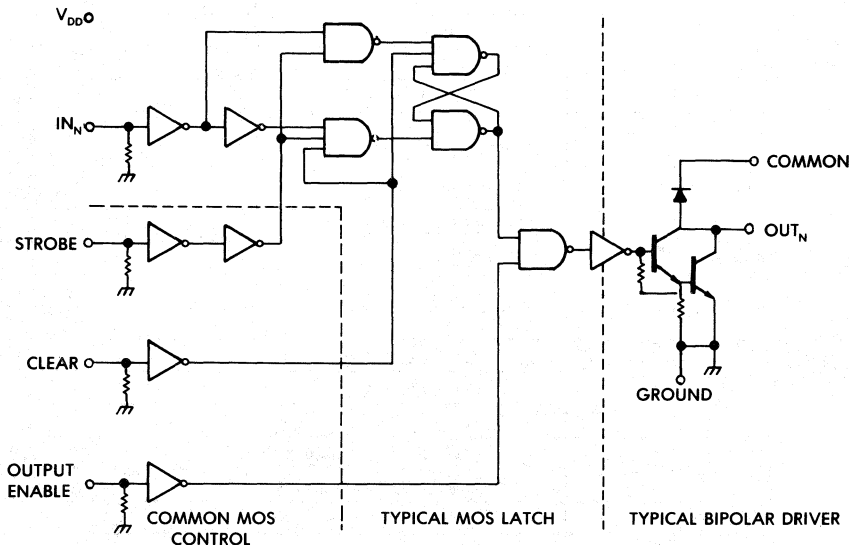 VDD
INN
COMMON
OUTN
STROBE
CLEAR
GROUND
OUTPUT
ENABLE
COMMON MOS
CONTROL
TYPICAL MOS LATCH
TYPICAL BIPOLAR DRIVER